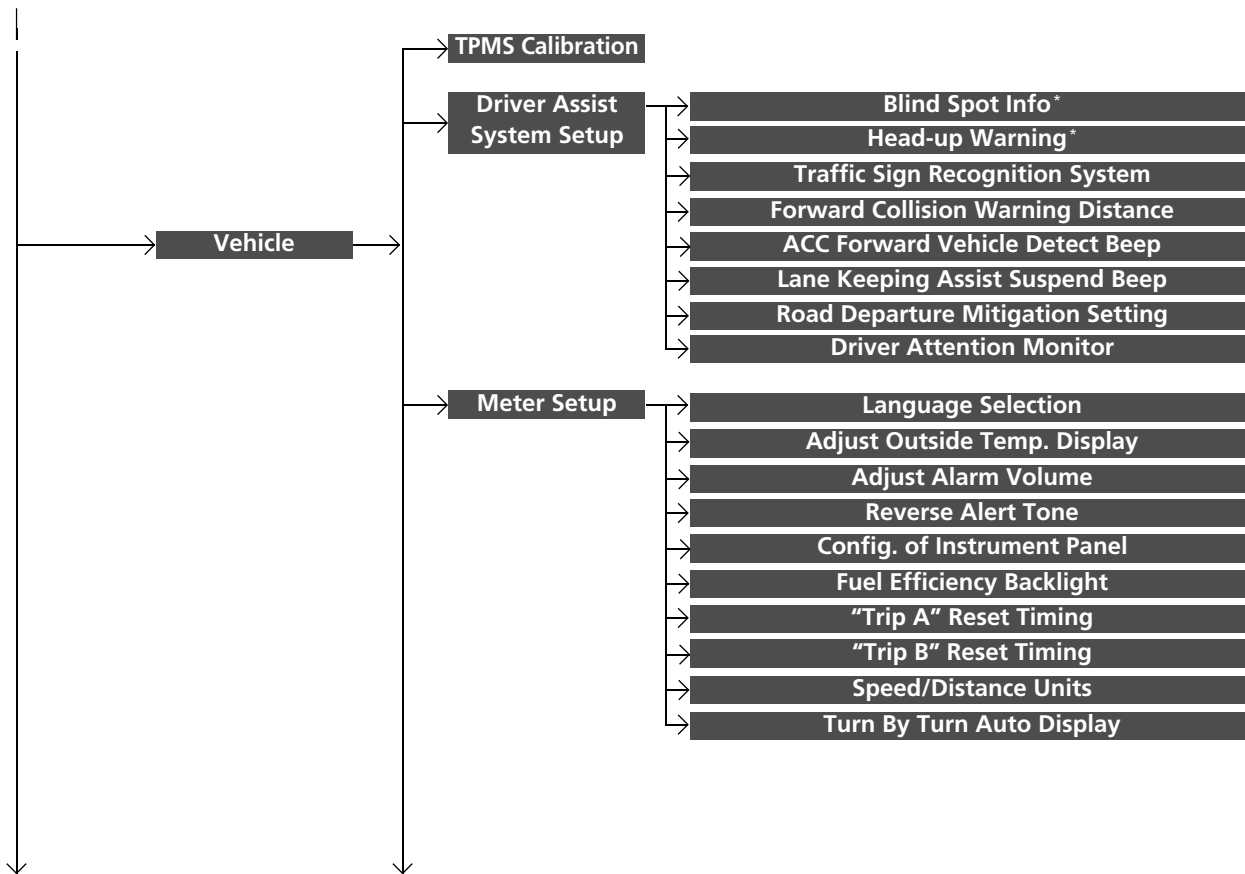 TPMS Calibration
Driver Assist
System Setup
Blind Spot Info*
Head-up Warning*
Traffic Sign Recognition System
Forward Collision Warning Distance
ACC Forward Vehicle Detect Beep
Lane Keeping Assist Suspend Beep
Road Departure Mitigation Setting
Driver Attention Monitor
Vehicle
Meter Setup
Language Selection
Adjust Outside Temp. Display
Adjust Alarm Volume
Reverse Alert Tone
Config. of Instrument Panel
Fuel Efficiency Backlight
“Trip A” Reset Timing
“Trip B” Reset Timing
Speed/Distance Units
Turn By Turn Auto Display